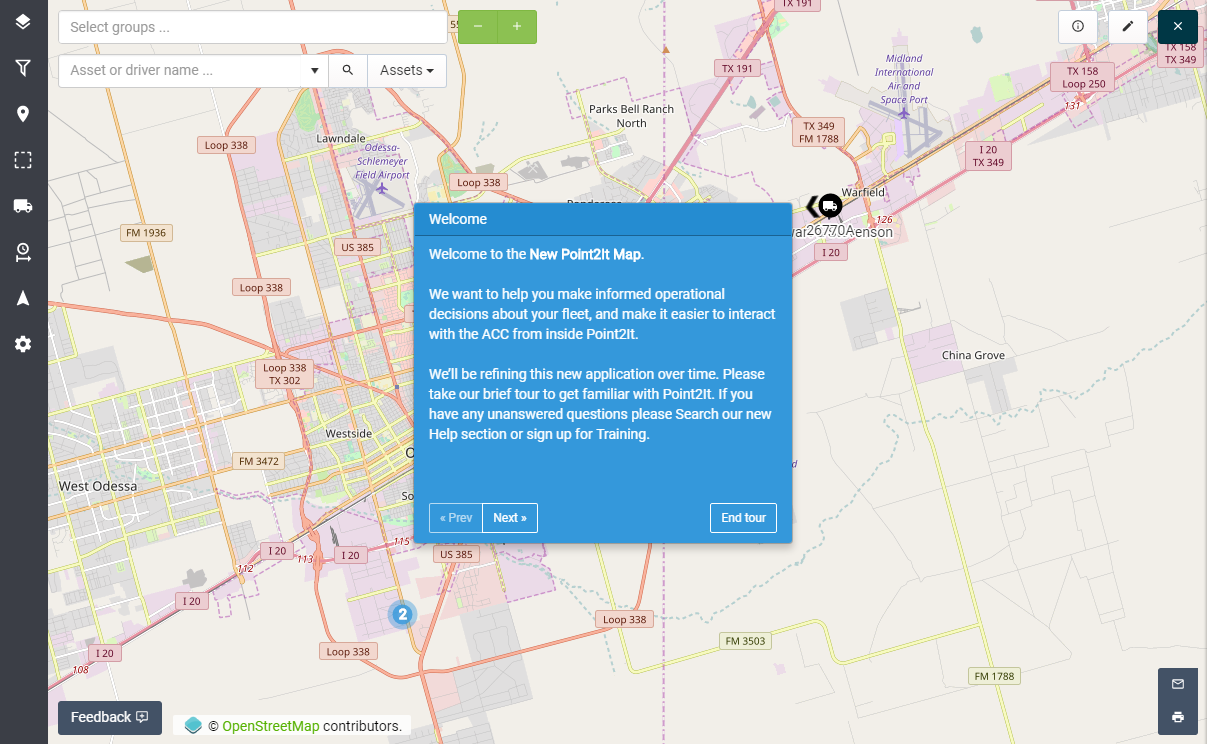 Select groups ...
Asset or driver name ...
Assets
TX 191
Midland
International
Air and
Space Port
TX 158
TX 349
TX 191
TX 158
Loop 250
131
Parks Bell Ranch
North
TX 349
FM 1788
Lawndale
Loop 338
Odessa-
Schlemeyer
Field Airport
I 20
TX 349
Loop 338
Warfield
126
26770A
FM 1936
US 385
I 20
Welcome
Welcome to the New Point2It Map.
We want to help you make informed operational
decisions about your fleet, and make it easier to interact
with the ACC from inside Point2It.
We'll be refining this new application over time. Please
take our brief tour to get familiar with Point2It. If you
have any unanswered questions please Search our new
Help section or sign up for Training.
« Prev
Next »
End tour
Loop 338
China Grove
Loop 338
TX 302
Westside
FM 3472
West Odessa
115
I 20
I 20
113
112
US 385
I 20
2
Loop 338
FM 3503
I 20
108
Loop 338
FM 1788
Feedback
© OpenStreetMap contributors.